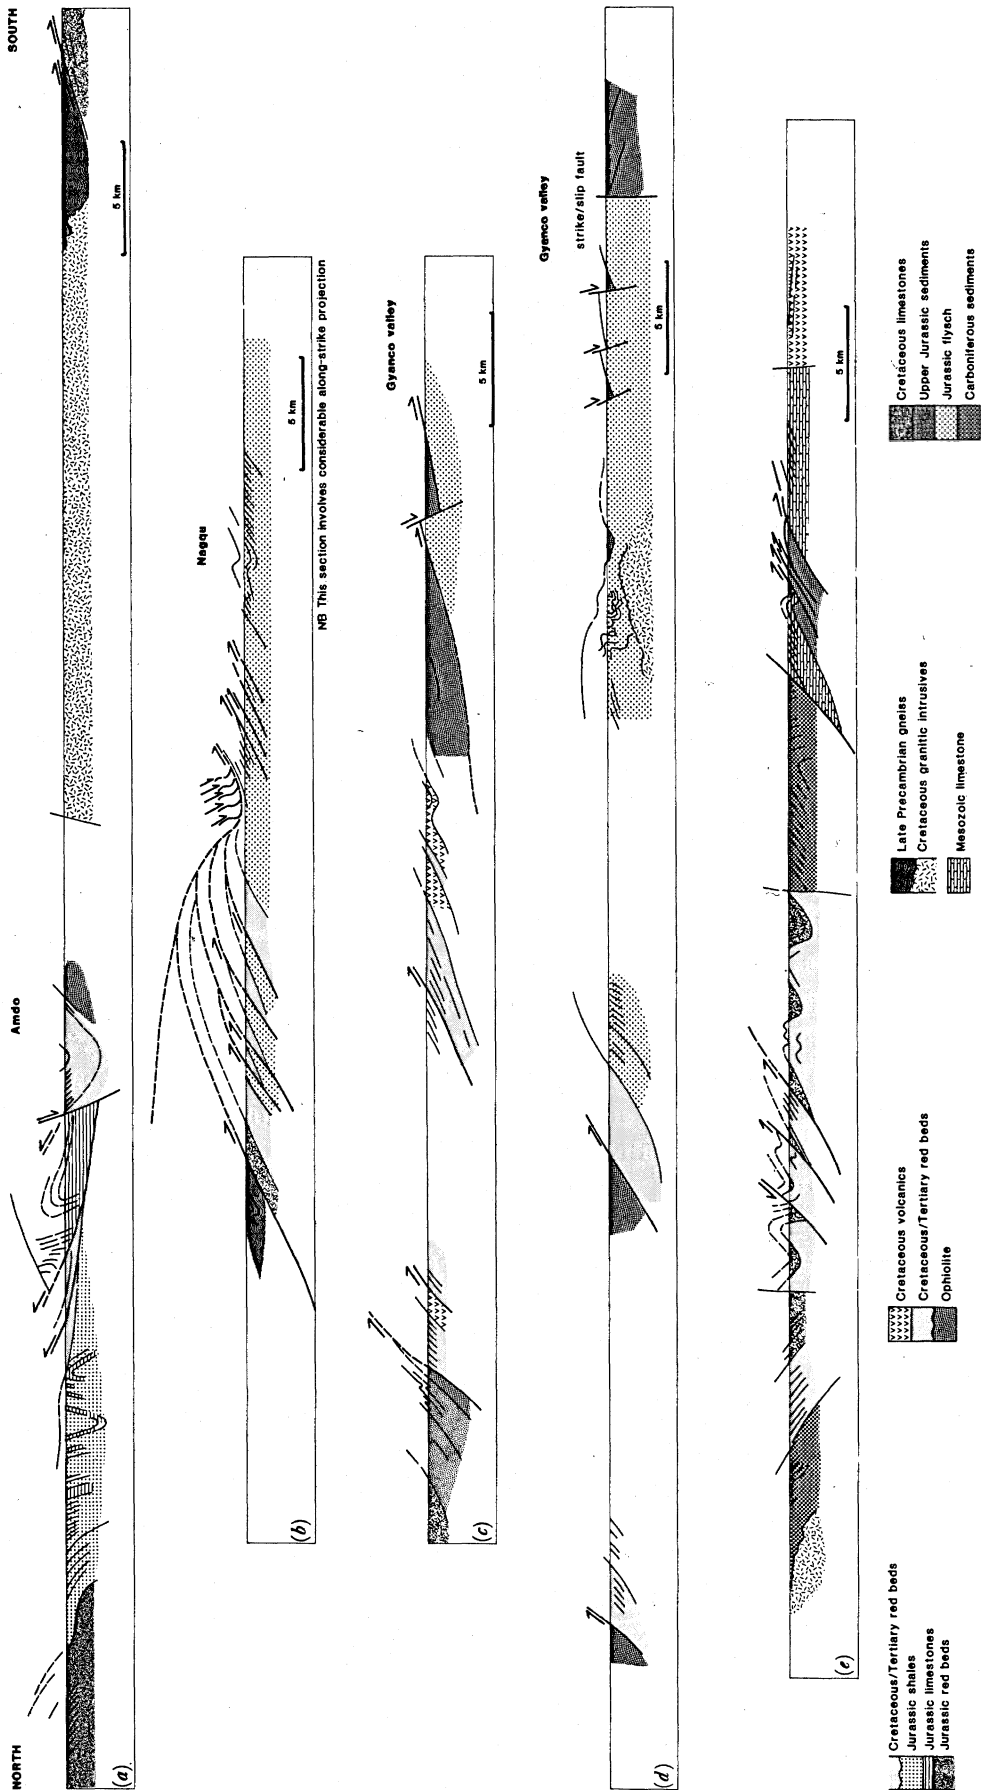 NORTH
Amdo
SOUTH
5 km
(a)
Nagqu
5 km
NB This section involves considerable along-strike projection
(b)
Gyanco valley
5 km
(c)
Gyanco valley
strike/slip fault
5 km
(d)
5 km
(e)
Cretaceous/Tertiary red beds
Jurassic shales
Jurassic limestones
Jurassic red beds
Cretaceous volcanics
Cretaceous/Tertiary red beds
Ophiolite
Late Precambrian gneiss
Cretaceous granitic intrusives
Mesozoic limestone
Cretaceous limestones
Upper Jurassic sediments
Jurassic flysch
Carboniferous sediments